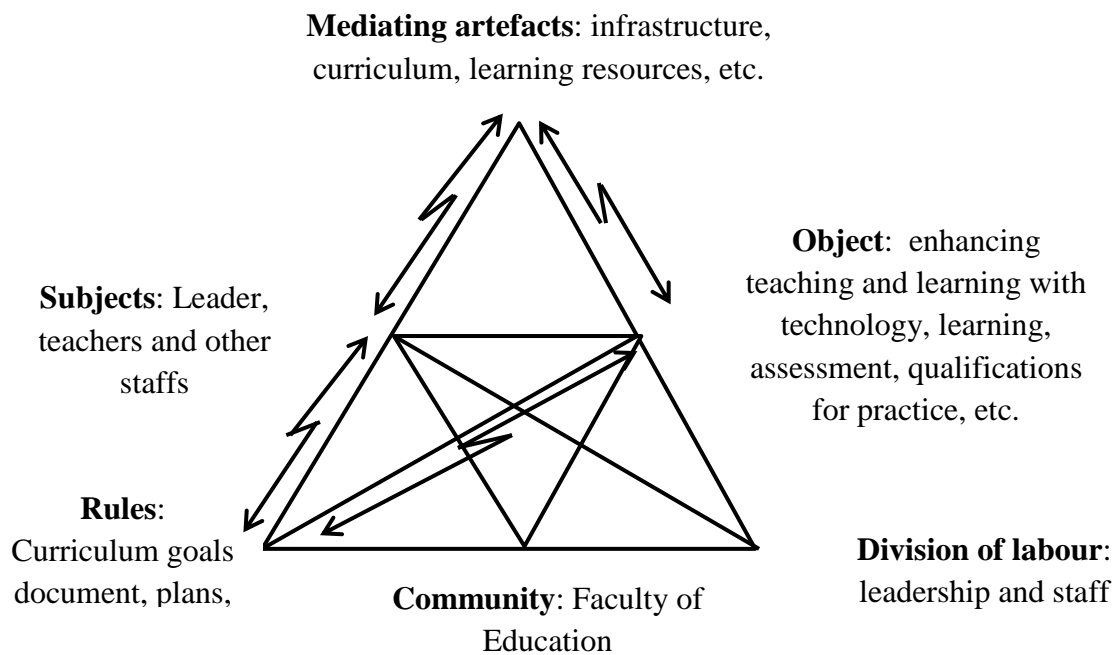 Mediating artefacts: infrastructure,
curriculum, learning resources, etc.
Object: enhancing
teaching and learning with
technology, learning,
assessment, qualifications
for practice, etc.
Subjects: Leader,
teachers and other
staffs
Rules:
Curriculum goals
document, plans,
Community: Faculty of
Education
Division of labour:
leadership and staff